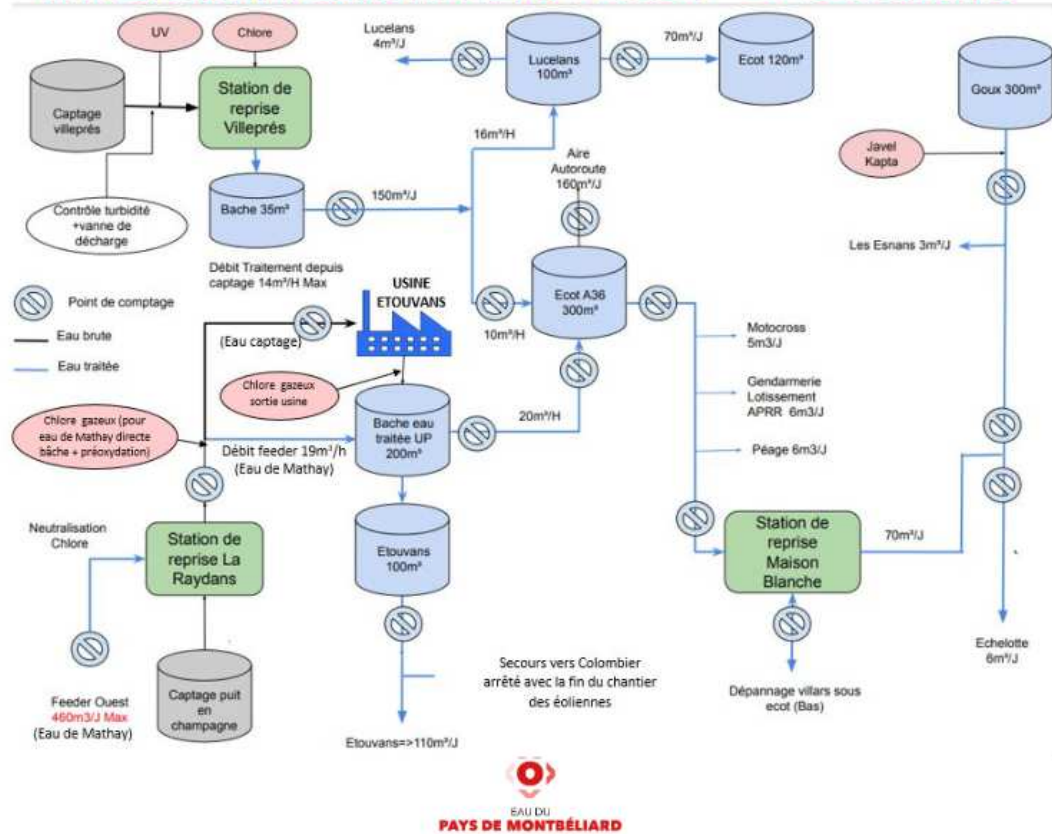 UV
Chlore
Captage
villeprés
Station de
reprise
Villeprés
Contrôle turbidité
+vanne de
décharge
Bache 35m³
150m³/J
Débit Traitement depuis
captage 14m³/H Max
Lucelans
4m³/J
Lucelans
100m³
70m³/J
Ecot 120m³
Goux 300m³
16m³/H
Aire
Autoroute
160m³/J
Javel
Kapta
Les Esnans 3m³/J
Point de comptage
Eau brute
Eau traitée
USINE
ETOUVANS
(Eau captage)
10m³/H
Ecot A36
300m³
Chlore gazeux
sortie usine
Motocross
5m3/J
Gendarmerie
Lotissement
APRR 6m3/J
Péage 6m3/J
Chlore gazeux (pour
eau de Mathay directe
bâche + préoxydation)
Débit feeder 19m³/h
(Eau de Mathay)
Bache eau
traitée UP
200m³
20m³/H
Neutralisation
Chlore
Station de
reprise La
Raydans
Etouvans
100m³
Station de
reprise
Maison
Blanche
70m³/J
Feeder Ouest
460m3/J Max
(Eau de Mathay)
Captage puit
en
champagne
Secours vers Colombier
arrêté avec la fin du chantier
des éoliennes
Etouvans=>110m³/J
Dépannage villars sous
ecot (Bas)
Echelotte
6m³/J
EAU DU
PAYS DE MONTBÉLIARD